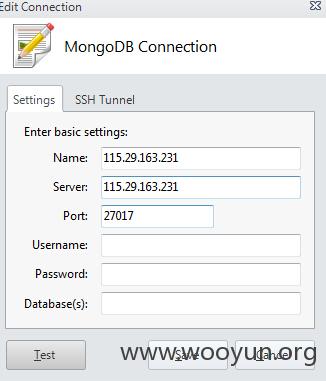 Edit Connection
MongoDB Connection
Settings
SSH Tunnel
Enter basic settings:
Name: 115.29.163.231
Server: 115.29.163.231
Port: 27017
Username:
Password:
Database(s):
Test
Save
Cancel
www.wooyun.org